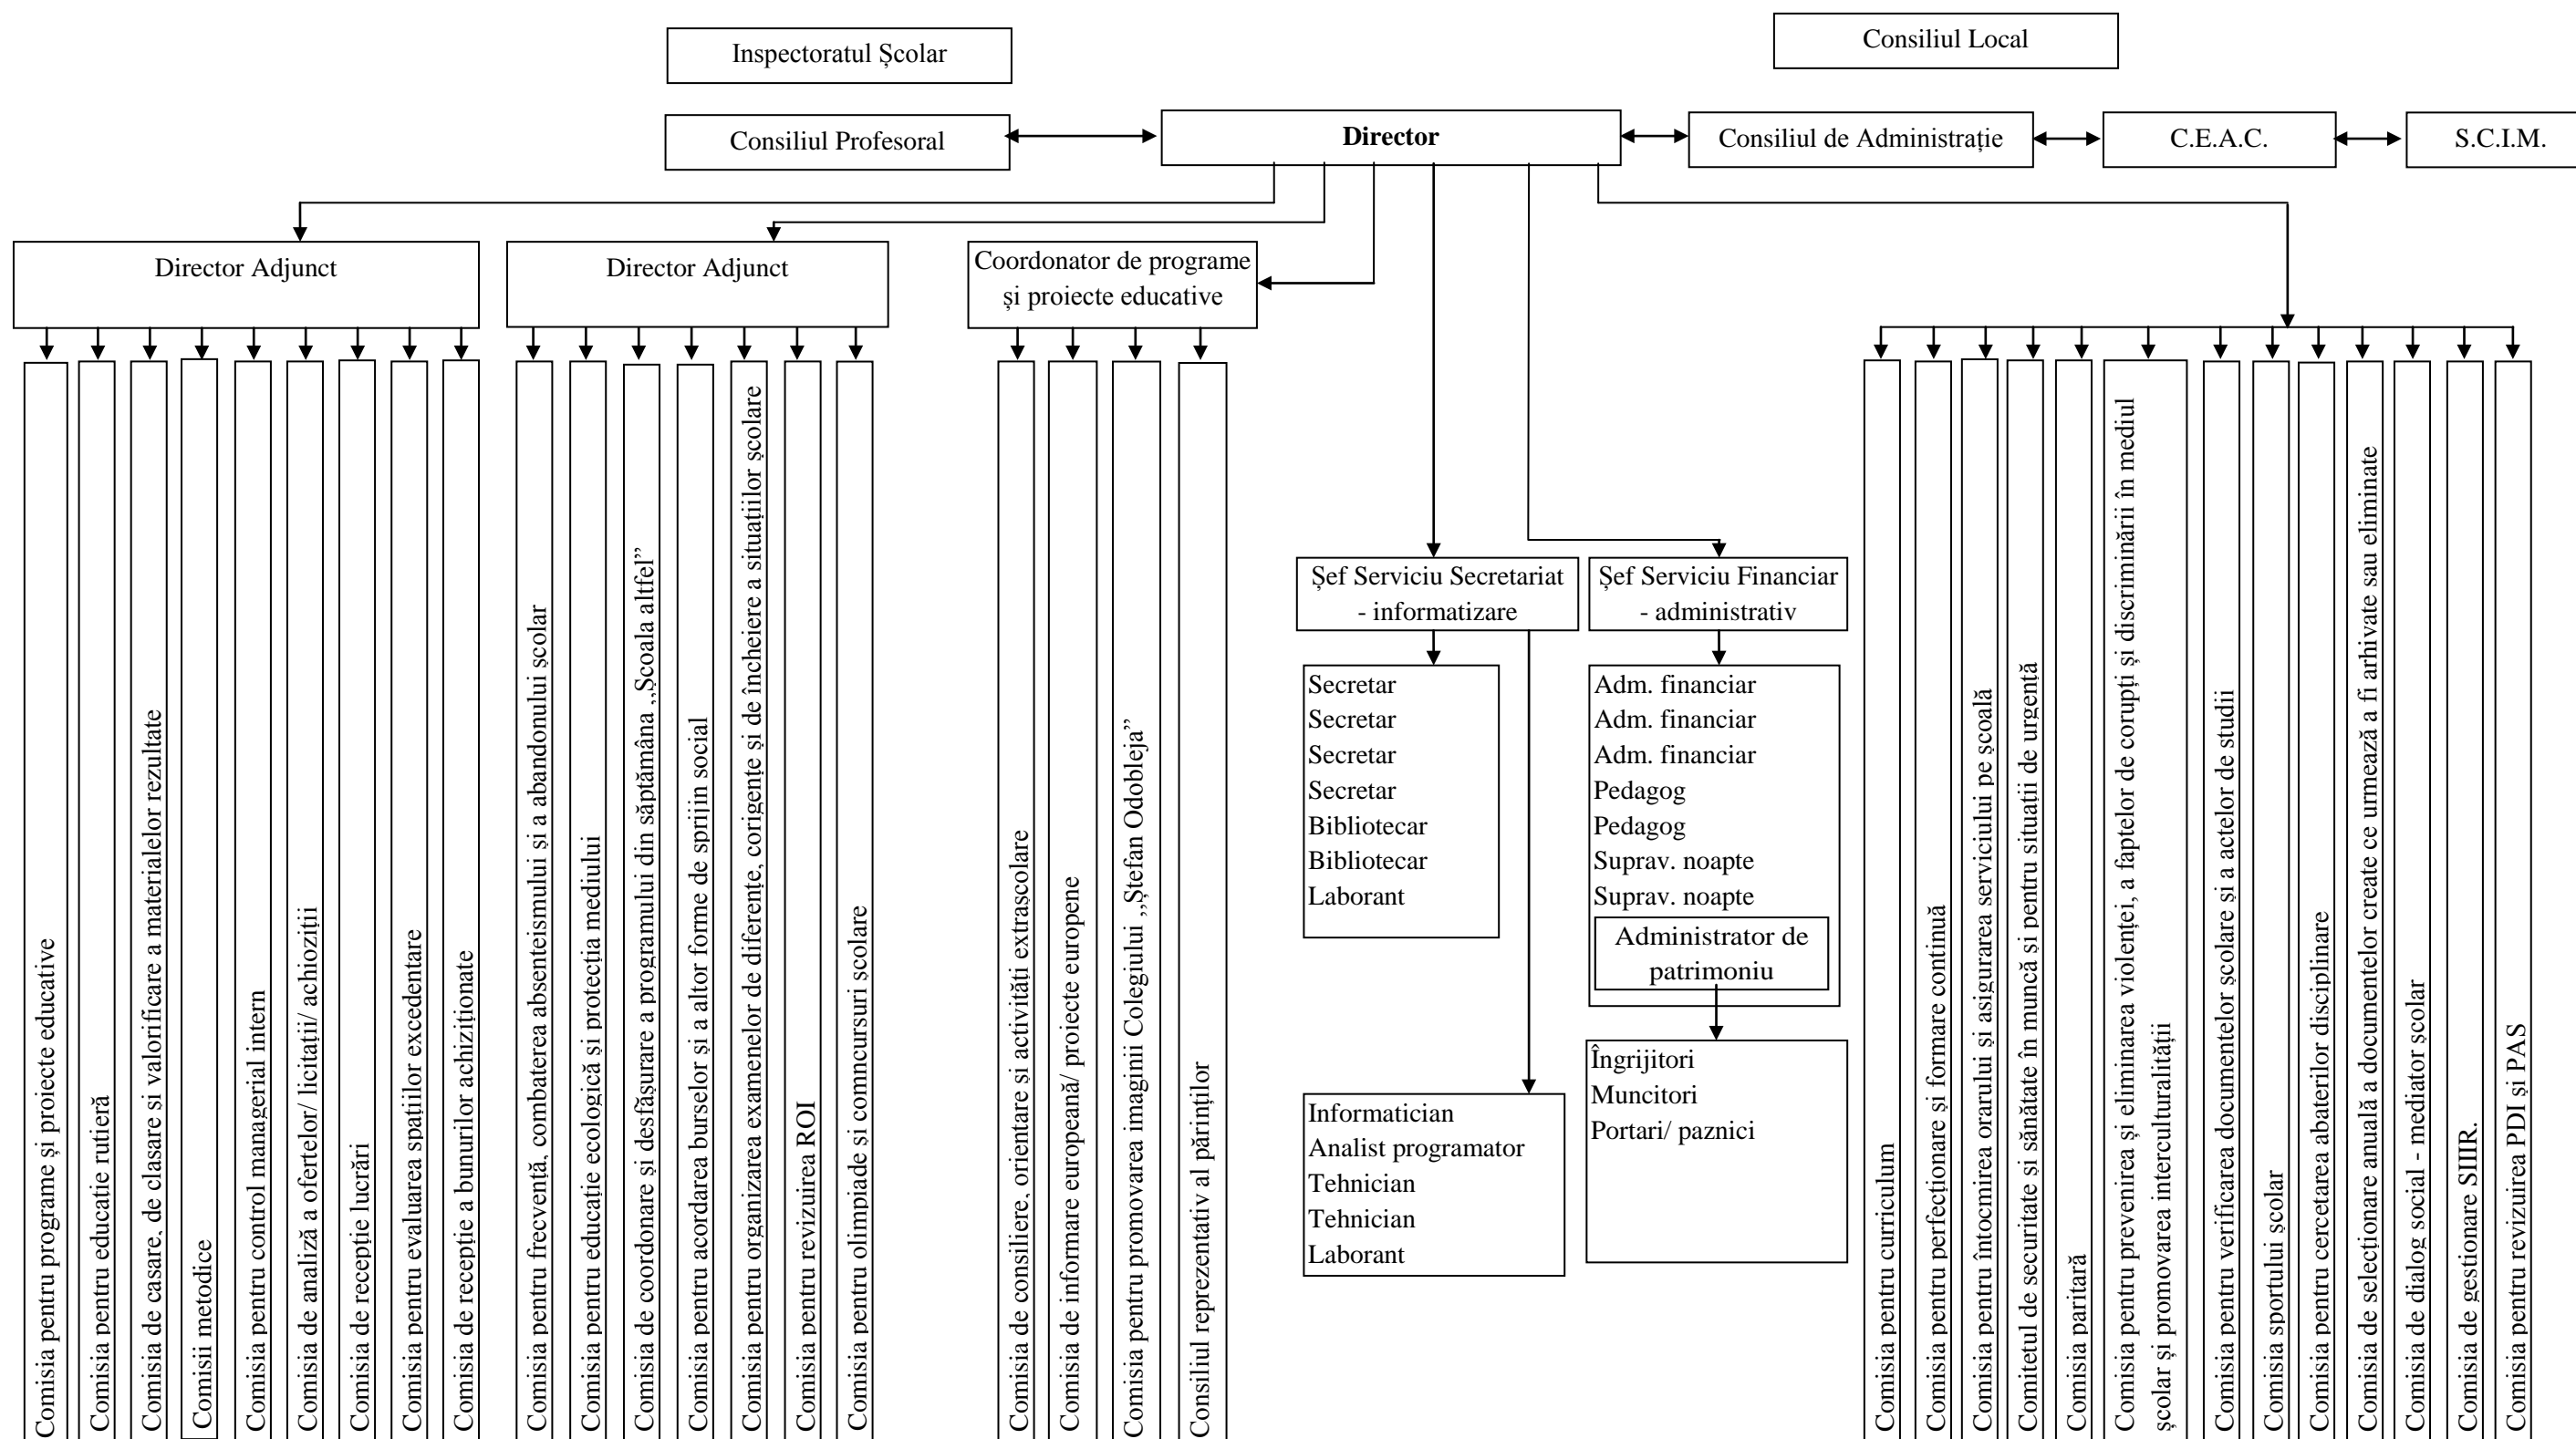 Inspectoratul Școlar
Consiliul Local
Consiliul Profesoral
Director
Consiliul de Administrație
C.E.A.C.
S.C.I.M.
Director Adjunct
Director Adjunct
Coordonator de programe
și proiecte educative
Comisia pentru programe și proiecte educative
Comisia pentru educatie rutieră
Comisia de casare, de clasare si valorificare a materialelor rezultate
Comisii metodice
Comisia pentru control managerial intern
Comisia de analiză a ofertelor/ licitații/ achioziții
Comisia de recepție lucrări
Comisia pentru evaluarea spațiilor excedentare
Comisia de recepție a bunurilor achiziționate
Comisia pentru frecvență, combaterea absenteismului și a abandonului școlar
Comisia pentru educație ecologică și protecția mediului
Comisia de coordonare și desfășurare a programului din săptămâna ,,Școala altfel”
Comisia pentru acordarea burselor și a altor forme de sprijin social
Comisia pentru organizarea examenelor de diferențe, corigențe și de încheiere a situațiilor școlare
Comisia pentru revizuirea ROI
Comisia pentru olimpiade si comncursuri școlare
Comisia de consiliere, orientare și activități extrașcolare
Comisia de informare europeană/ proiecte europene
Comisia pentru promovarea imaginii Colegiului ,,Ștefan Odobleja”
Consiliul reprezentativ al părinților
Șef Serviciu Secretariat
- informatizare
Secretar
Secretar
Secretar
Secretar
Bibliotecar
Bibliotecar
Laborant
Informatician
Analist programator
Tehnician
Tehnician
Laborant
Șef Serviciu Financiar
- administrativ
Adm. financiar
Adm. financiar
Adm. financiar
Pedagog
Pedagog
Suprav. noapte
Suprav. noapte
Administrator de
patrimoniu
Îngrijitori
Muncitori
Portari/ paznici
Comisia pentru curriculum
Comisia pentru perfecționare și formare continuă
Comisia pentru întocmirea orarului și asigurarea serviciului pe școală
Comitetul de securitate și sănătate în muncă și pentru situații de urgență
Comisia paritară
Comisia pentru prevenirea și eliminarea violenței, a faptelor de corupți și discriminării în mediul
școlar și promovarea interculturalității
Comisia pentru verificarea documentelor școlare și a actelor de studii
Comisia sportului școlar
Comisia pentru cercetarea abaterilor disciplinare
Comisia de selecționare anuală a documentelor create ce urmează a fi arhivate sau eliminate
Comisia de dialog social - mediator școlar
Comisia de gestionare SIIIR.
Comisia pentru revizuirea PDI și PAS